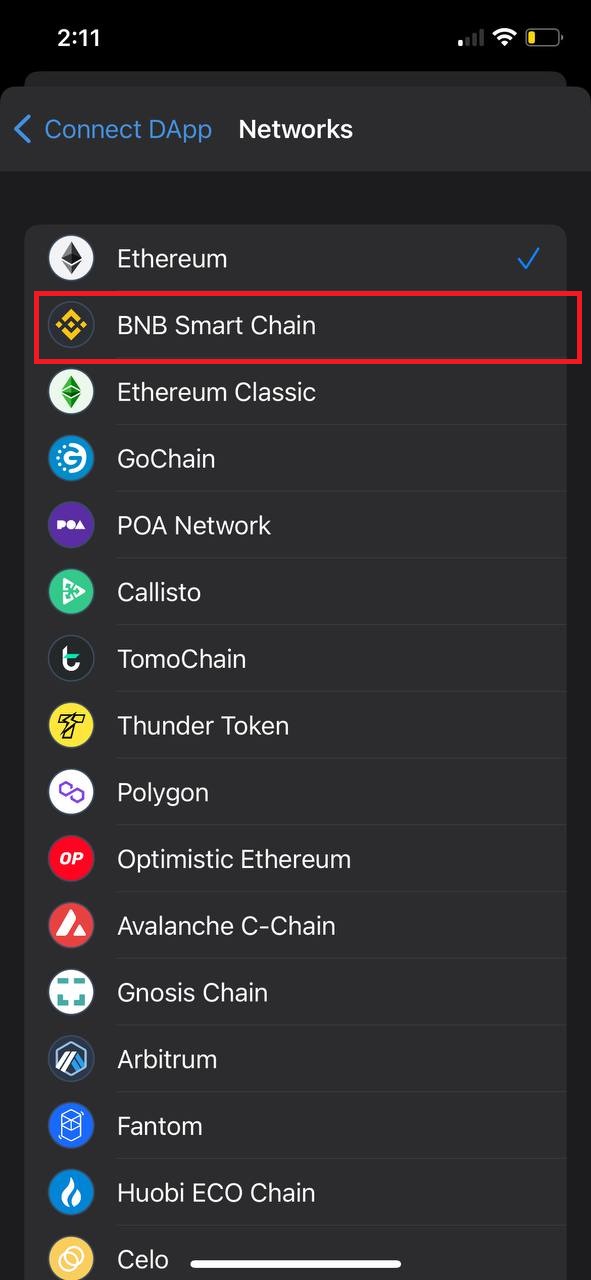 2:11
Connect DApp Networks
Ethereum
BNB Smart Chain
Ethereum Classic
GoChain
POA POA Network
Callisto
TomoChain
Thunder Token
Polygon
OP Optimistic Ethereum
Avalanche C-Chain
Gnosis Chain
Arbitrum
Fantom
Huobi ECO Chain
Celo